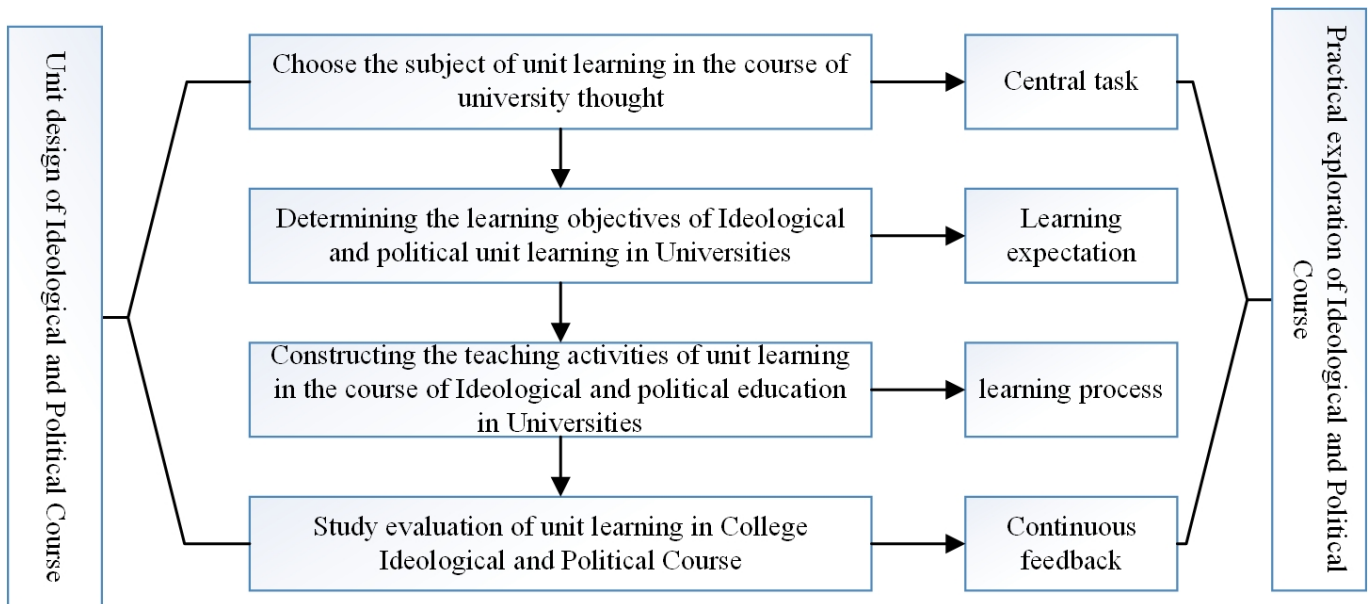 Unit design of Ideological and Political Course
Choose the subject of unit learning in the course of
university thought
Central task
Determining the learning objectives of Ideological
and political unit learning in Universities
Learning
expectation
Constructing the teaching activities of unit learning
in the course of Ideological and political education
in Universities
learning process
Study evaluation of unit learning in College
Ideological and Political Course
Continuous
feedback
Practical exploration of Ideological and Political
Course